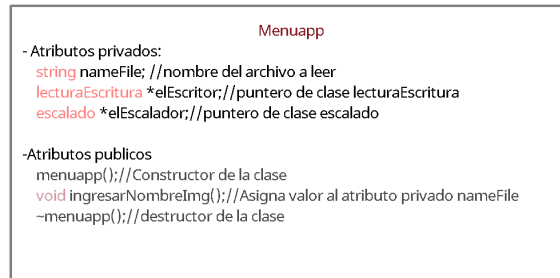 Menuapp
- Atributos privados:
string nameFile; //nombre del archivo a leer
lecturaEscritura *elEscritor;//puntero de clase lecturaEscritura
escalado *elEscalador;//puntero de clase escalado
-Atributos publicos
menuapp();//Constructor de la clase
void ingresarNombreImg();//Asigna valor al atributo privado nameFile
~menuapp();//destructor de la clase